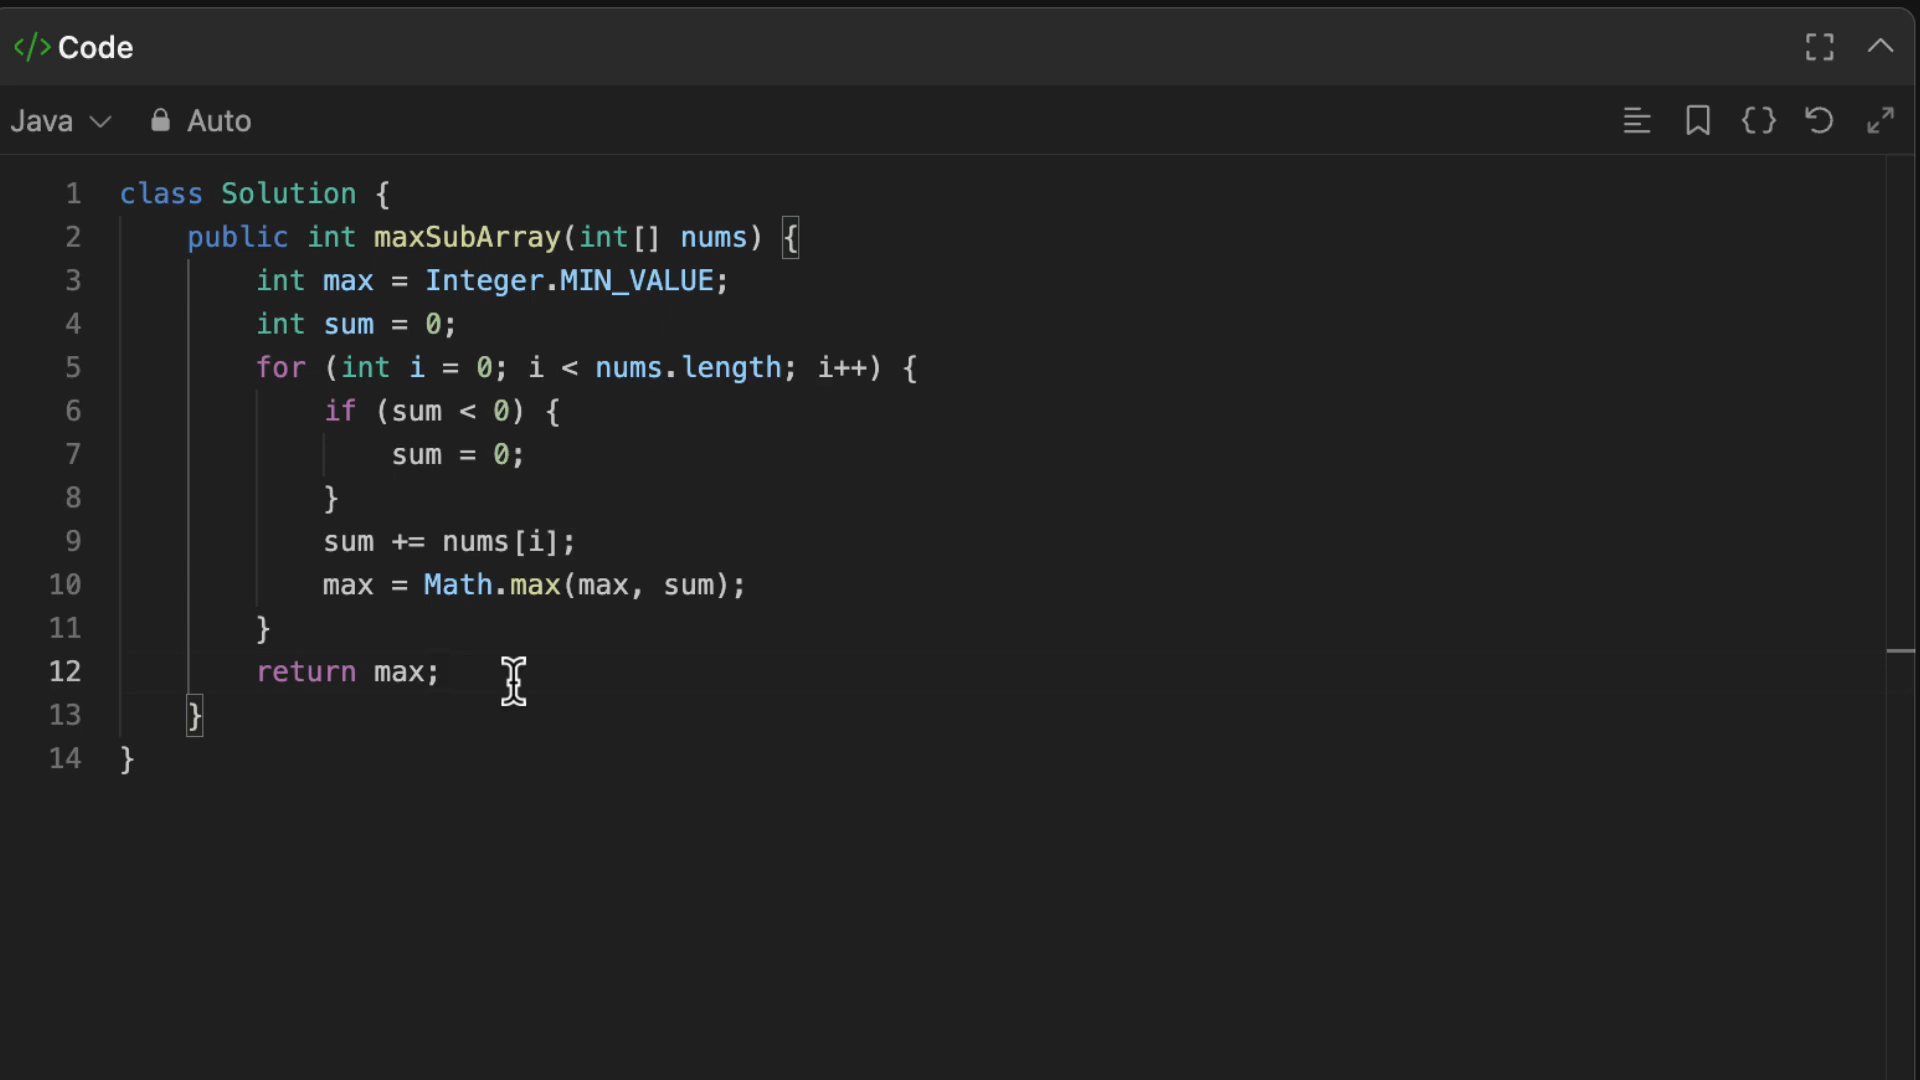 </> Code
Java Auto
1 class Solution {
2     public int maxSubArray(int[] nums) {
3         int max = Integer.MIN_VALUE;
4         int sum = 0;
5         for (int i = 0; i < nums.length; i++) {
6             if (sum < 0) {
7                 sum = 0;
8             }
9             sum += nums[i];
10             max = Math.max(max, sum);
11         }
12         return max;
13     }
14 }